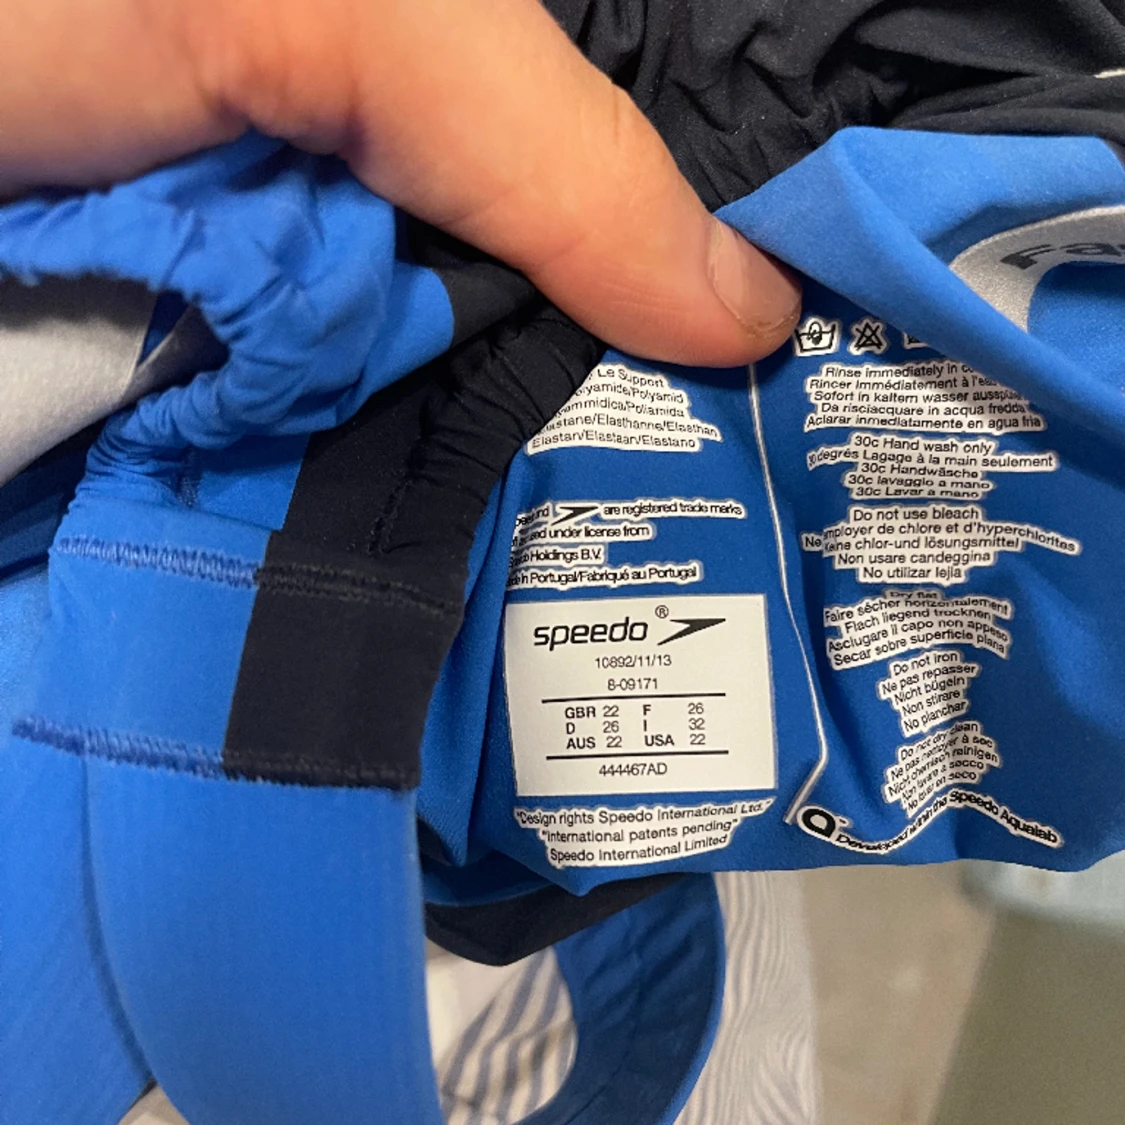 Le Support
olyamide/Polyamid
ammidica/Poliamida
Elastane/Elasthanne/Elasthan
Elastan/Elastaan/Elastano
are registered trade marks
used under license from
Holdings B.V.
in Portugal/Fabriqué au Portugal
speedo®
10892/11/13
8-09171
GBR 22 F 26
D 26 I 32
AUS 22 USA 22
444467AD
"Design rights Speedo International Ltd."
"International patents pending"
Speedo International Limited
Rinse immediately in
Rincer Immédiatement à l'eau
Sofort in kaltem wasser
Da risciacquare in acqua fredda
Aclarar inmediatamente en agua fria
30c Hand wash only
30 degrés Lagage à la main seulement
30c Handwäsche
30c lavaggio a mano
30c Lavar a mano
Do not use bleach
Ne employer de chlore et d'hyperchlorites
Keine chlor-und lösungsmittel
Non usare candeggina
No utilizar lejia
Dry flat
Faire sécher horizontalement
Flach liegend trocknen
Asciugare il capo non appeso
Secar sobre superficie plana
Do not iron
Ne pas repasser
Nicht bügeln
Non stirare
No planchar
Do not dry clean
Ne pas nettoyer à sec
Nicht chemisch reinigen
Non lavare a secco
No lavar en seco
Developed within the Speedo Aqualab